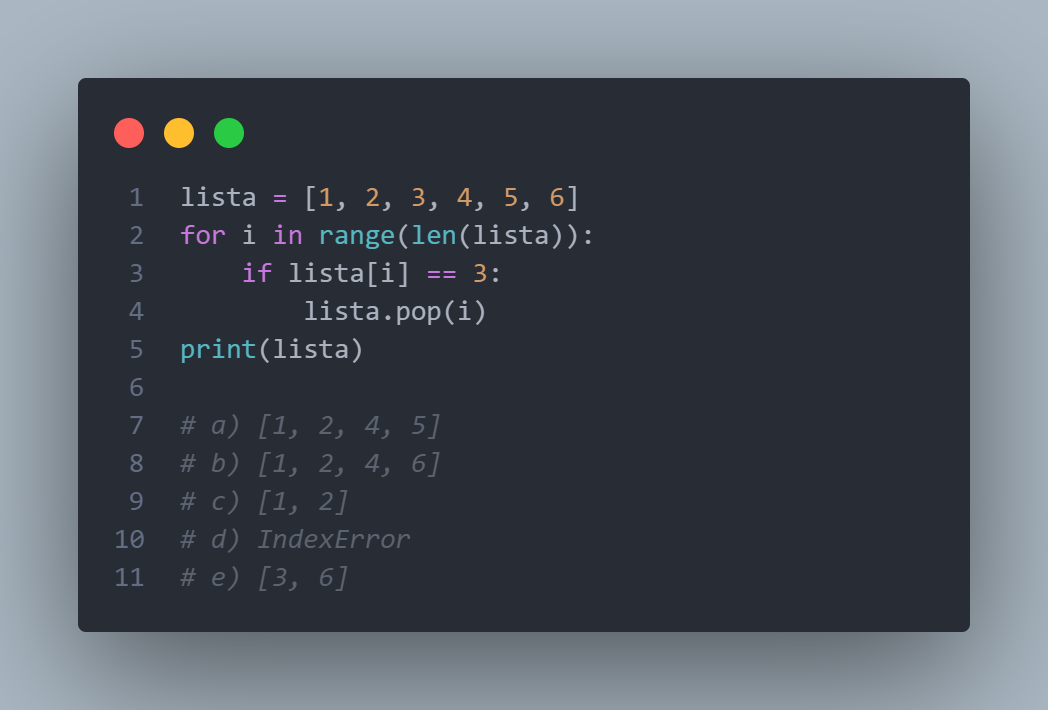 1 lista = [1, 2, 3, 4, 5, 6]
2 for i in range(len(lista)):
3     if lista[i] == 3:
4         lista.pop(i)
5 print(lista)
6
7 # a) [1, 2, 4, 5]
8 # b) [1, 2, 4, 6]
9 # c) [1, 2]
10 # d) IndexError
11 # e) [3, 6]